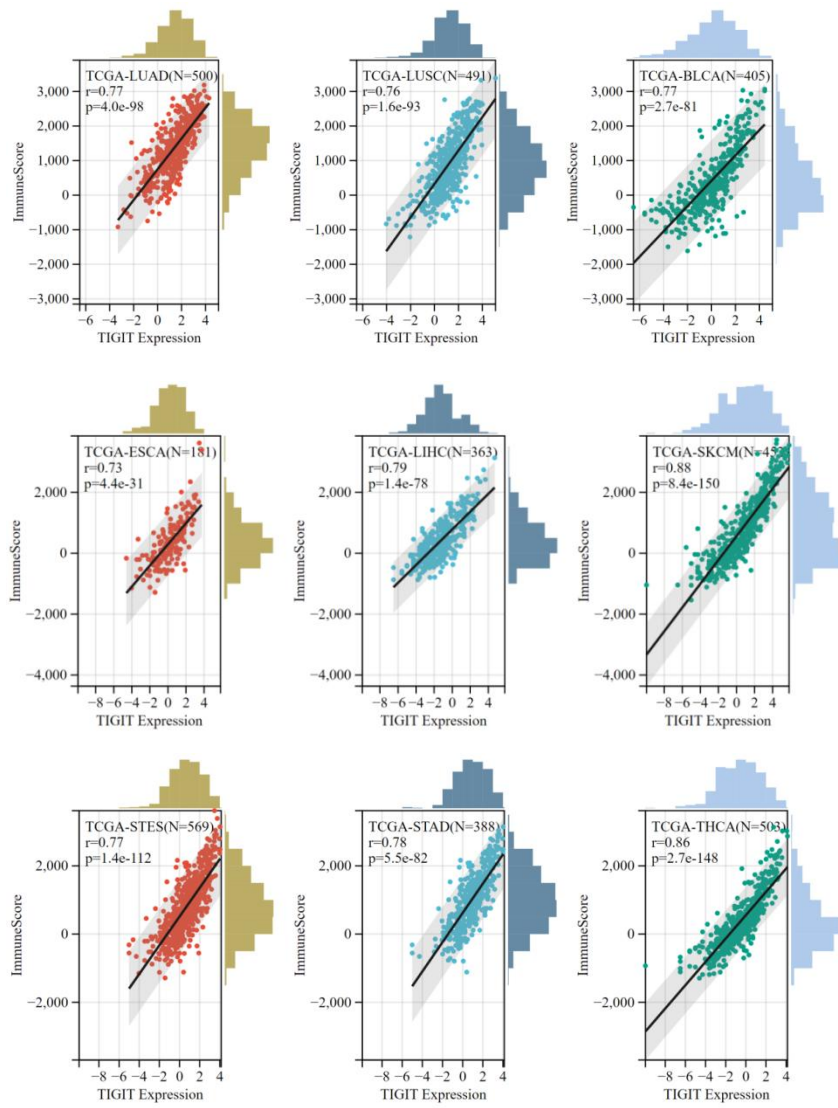 TCGA-LUAD(N=500)
r=0.77
p=4.0e-98
3,000
2,000
1,000
0
−1,000
−2,000
−3,000
ImmuneScore
−6 −4 −2 0 2 4
TIGIT Expression
TCGA-LUSC(N=491)
r=0.76
p=1.6e-93
3,000
2,000
1,000
0
−1,000
−2,000
−3,000
ImmuneScore
−6 −4 −2 0 2 4
TIGIT Expression
TCGA-BLCA(N=405)
r=0.77
p=2.7e-81
3,000
2,000
1,000
0
−1,000
−2,000
−3,000
ImmuneScore
−6 −4 −2 0 2 4
TIGIT Expression
TCGA-ESCA(N=181)
r=0.73
p=4.4e-31
2,000
0
−2,000
−4,000
ImmuneScore
−8 −6 −4 −2 0 2 4
TIGIT Expression
TCGA-LIHC(N=363)
r=0.79
p=1.4e-78
2,000
0
−2,000
−4,000
ImmuneScore
−8 −6 −4 −2 0 2 4
TIGIT Expression
TCGA-SKCM(N=4
r=0.88
p=8.4e-150
2,000
0
−2,000
−4,000
ImmuneScore
−8 −6 −4 −2 0 2 4
TIGIT Expression
TCGA-STES(N=569)
r=0.77
p=1.4e-112
2,000
0
−2,000
ImmuneScore
−8 −6 −4 −2 0 2 4
TIGIT Expression
TCGA-STAD(N=388)
r=0.78
p=5.5e-82
2,000
0
−2,000
ImmuneScore
−8 −6 −4 −2 0 2 4
TIGIT Expression
TCGA-THCA(N=503)
r=0.86
p=2.7e-148
2,000
0
−2,000
ImmuneScore
−8 −6 −4 −2 0 2 4
TIGIT Expression